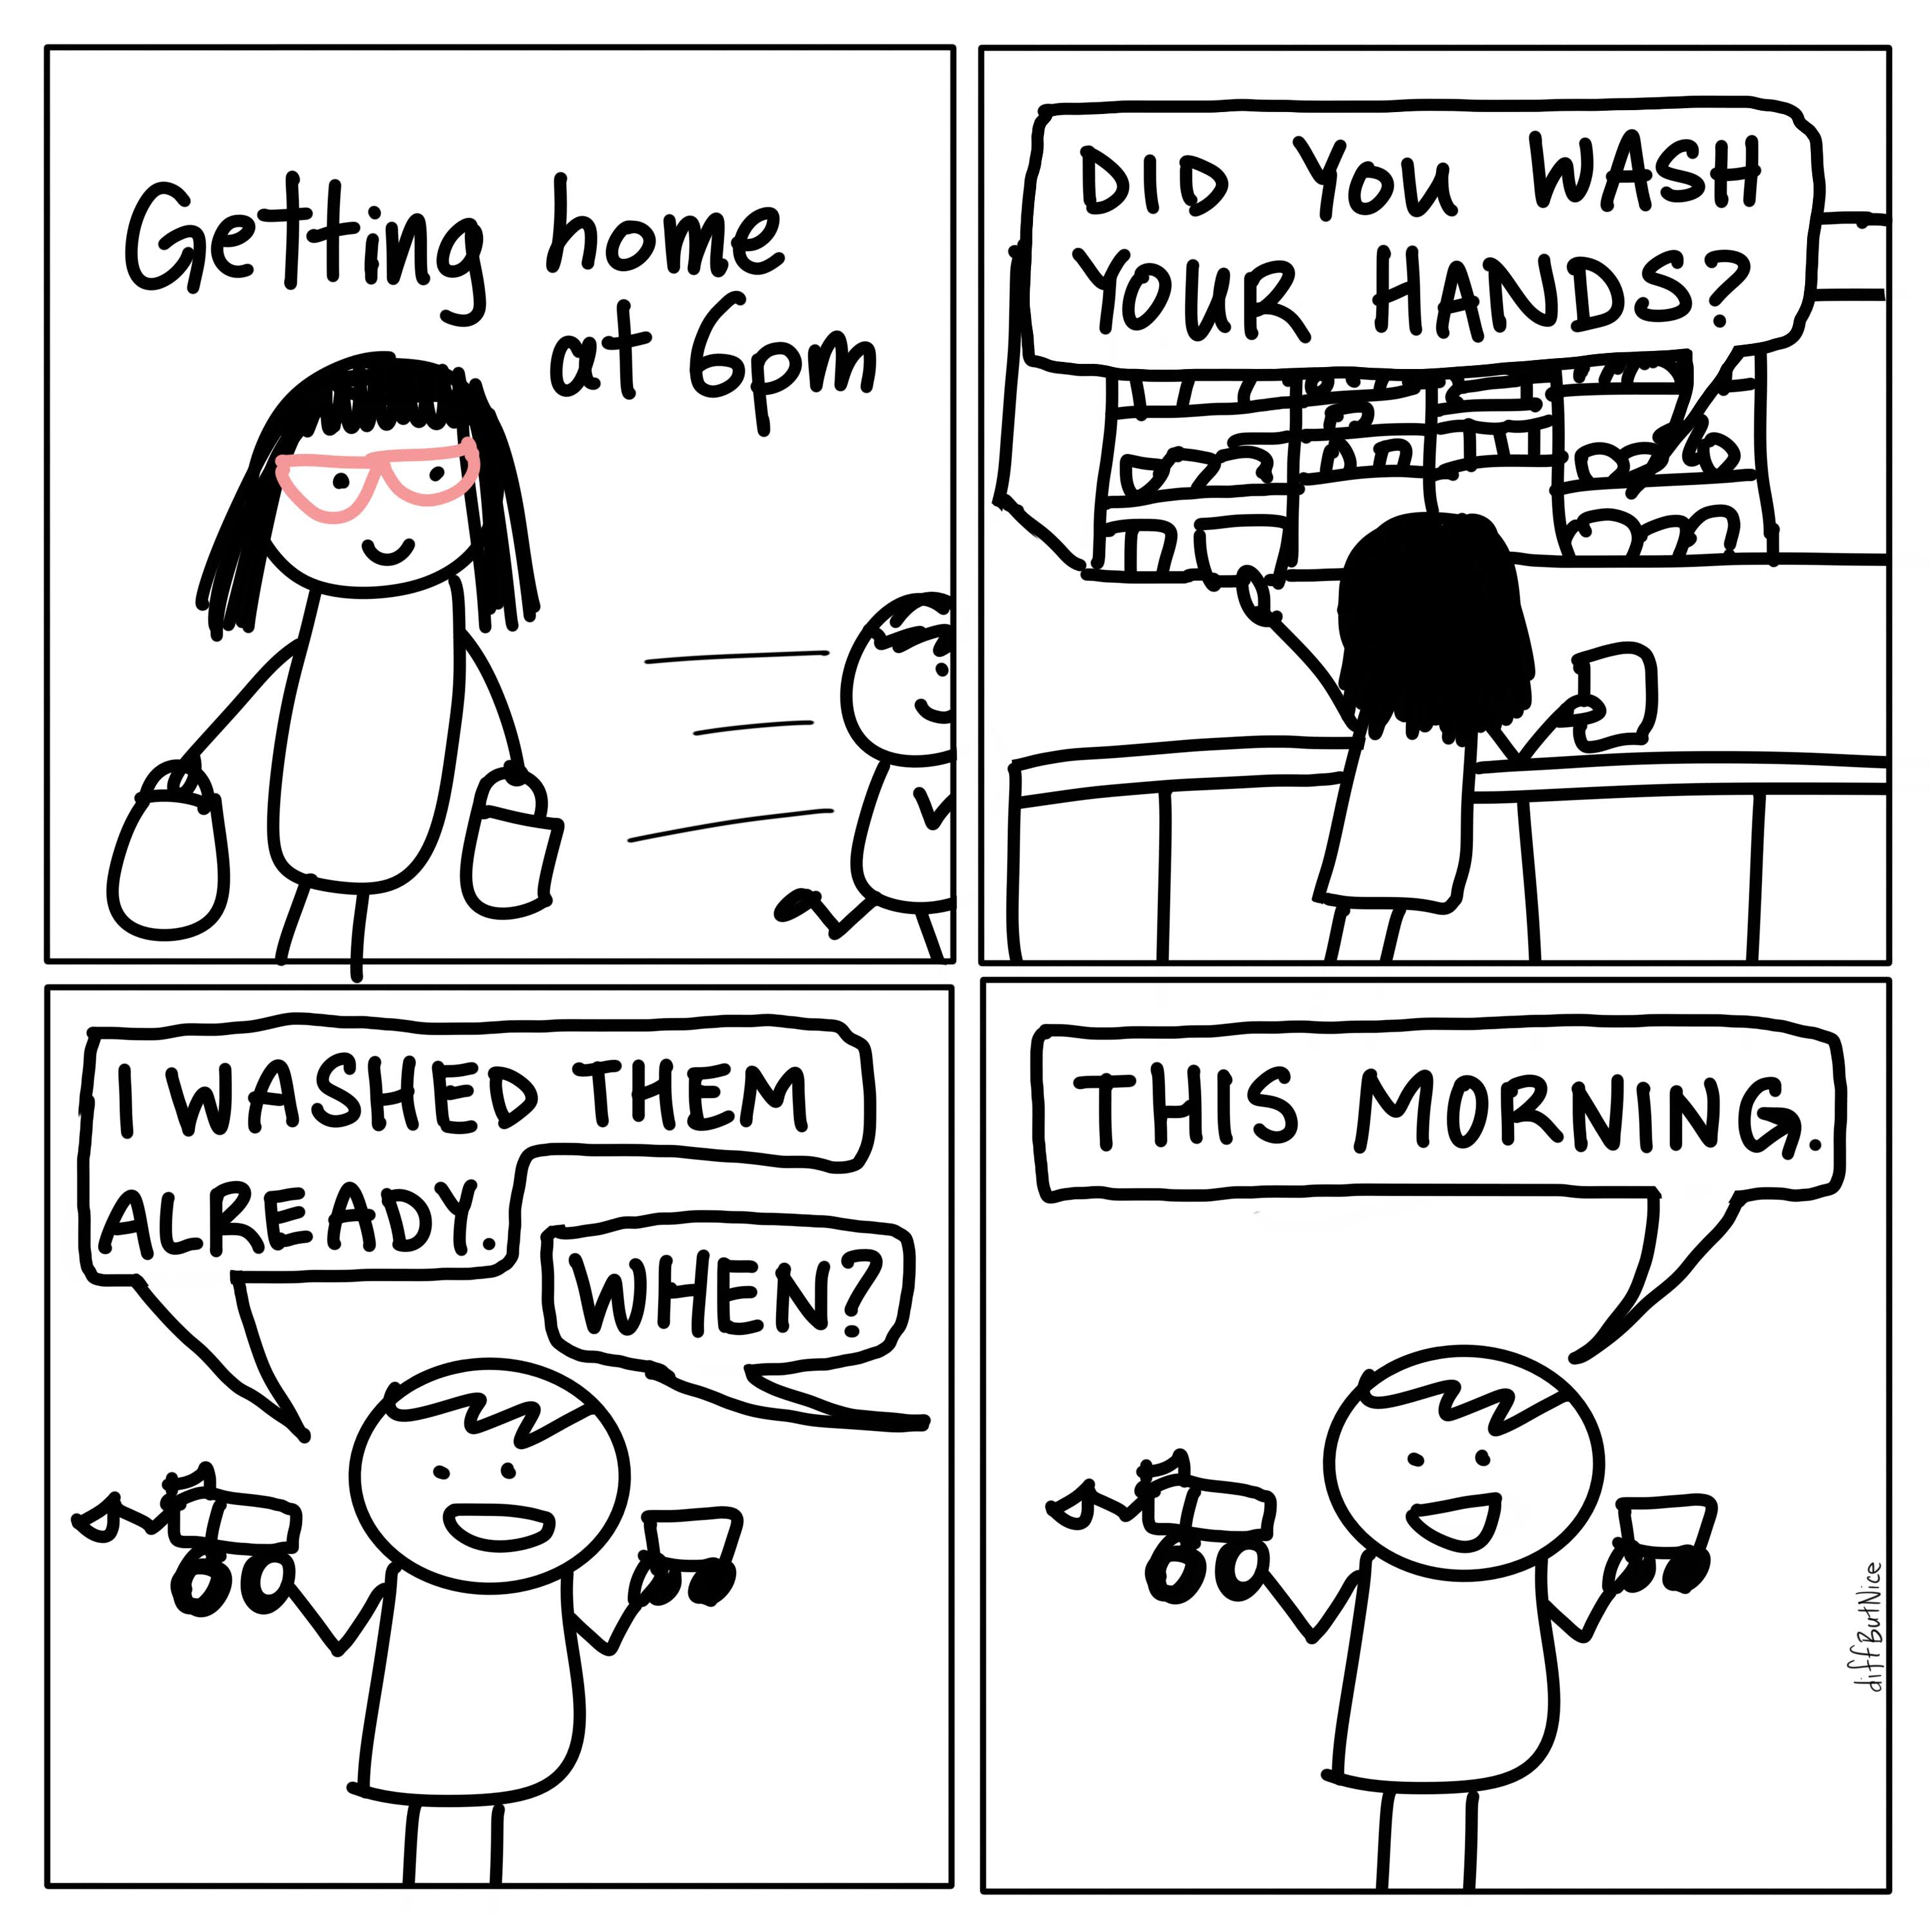 Getting home
at 6pm
DID YOU WASH
YOUR HANDS?
I WASHED THEM
ALREADY.
WHEN?
THIS MORNING.
diffButNice